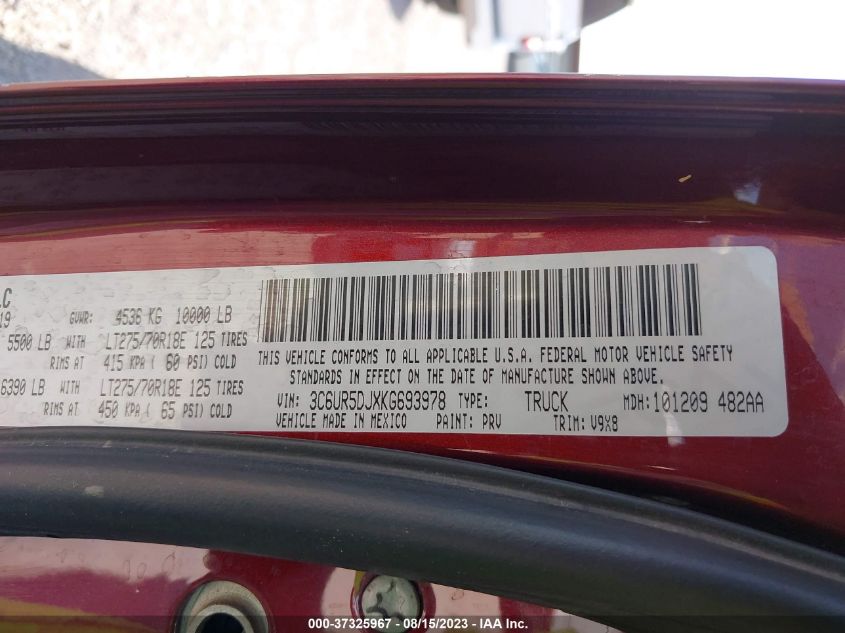 LC
19 GVWR: 4536 KG 10000 LB
5500 LB WITH LT275/70R18E 125 TIRES
RIMS AT 415 KPA ( 60 PSI) COLD
6390 LB WITH LT275/70R18E 125 TIRES
RIMS AT 450 KPA ( 65 PSI) COLD
THIS VEHICLE CONFORMS TO ALL APPLICABLE U.S.A. FEDERAL MOTOR VEHICLE SAFETY
STANDARDS IN EFFECT ON THE DATE OF MANUFACTURE SHOWN ABOVE.
VIN: 3C6UR5DJXKG693978 TYPE: TRUCK MDH:101209 482AA
VEHICLE MADE IN MEXICO PAINT: PRV TRIM: V9X8
000-37325967 - 08/15/2023 - IAA Inc.